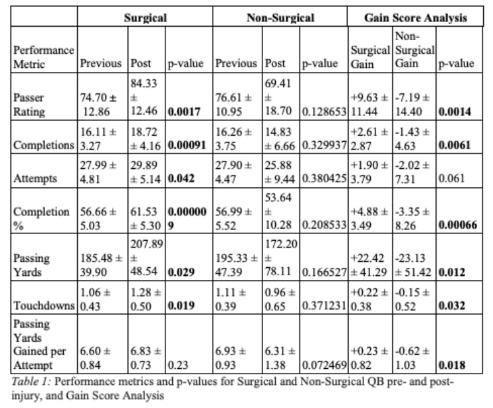 Surgical Non-Surgical Gain Score Analysis
Performance Metric Previous Post p-value Previous Post p-value Surgical Gain Non-Surgical Gain p-value
Passer Rating 74.70 ± 12.86 84.33 ± 12.46 0.0017 76.61 ± 10.95 69.41 ± 18.70 0.128653 +9.63 ± 11.44 -7.19 ± 14.40 0.0014
Completions 16.11 ± 3.27 18.72 ± 4.16 0.00091 16.26 ± 3.75 14.83 ± 6.66 0.329937 +2.61 ± 2.87 -1.43 ± 4.63 0.0061
Attempts 27.99 ± 4.81 29.89 ± 5.14 0.042 27.90 ± 4.47 25.88 ± 9.44 0.380425 +1.90 ± 3.79 -2.02 ± 7.31 0.061
Completion % 56.66 ± 5.03 61.53 ± 5.30 0.000009 56.99 ± 5.52 53.64 ± 10.28 0.208533 +4.88 ± 3.49 -3.35 ± 8.26 0.00066
Passing Yards 185.48 ± 39.90 207.89 ± 48.54 0.029 195.33 ± 47.39 172.20 ± 78.11 0.166527 +22.42 ± 41.29 -23.13 ± 51.42 0.012
Touchdowns 1.06 ± 0.43 1.28 ± 0.50 0.019 1.11 ± 0.39 0.96 ± 0.65 0.371231 +0.22 ± 0.38 -0.15 ± 0.52 0.032
Passing Yards Gained per Attempt 6.60 ± 0.84 6.83 ± 0.73 0.23 6.93 ± 0.93 6.31 ± 1.38 0.072469 +0.23 ± 0.82 -0.62 ± 1.03 0.018
Table 1: Performance metrics and p-values for Surgical and Non-Surgical QB pre- and post-
injury, and Gain Score Analysis